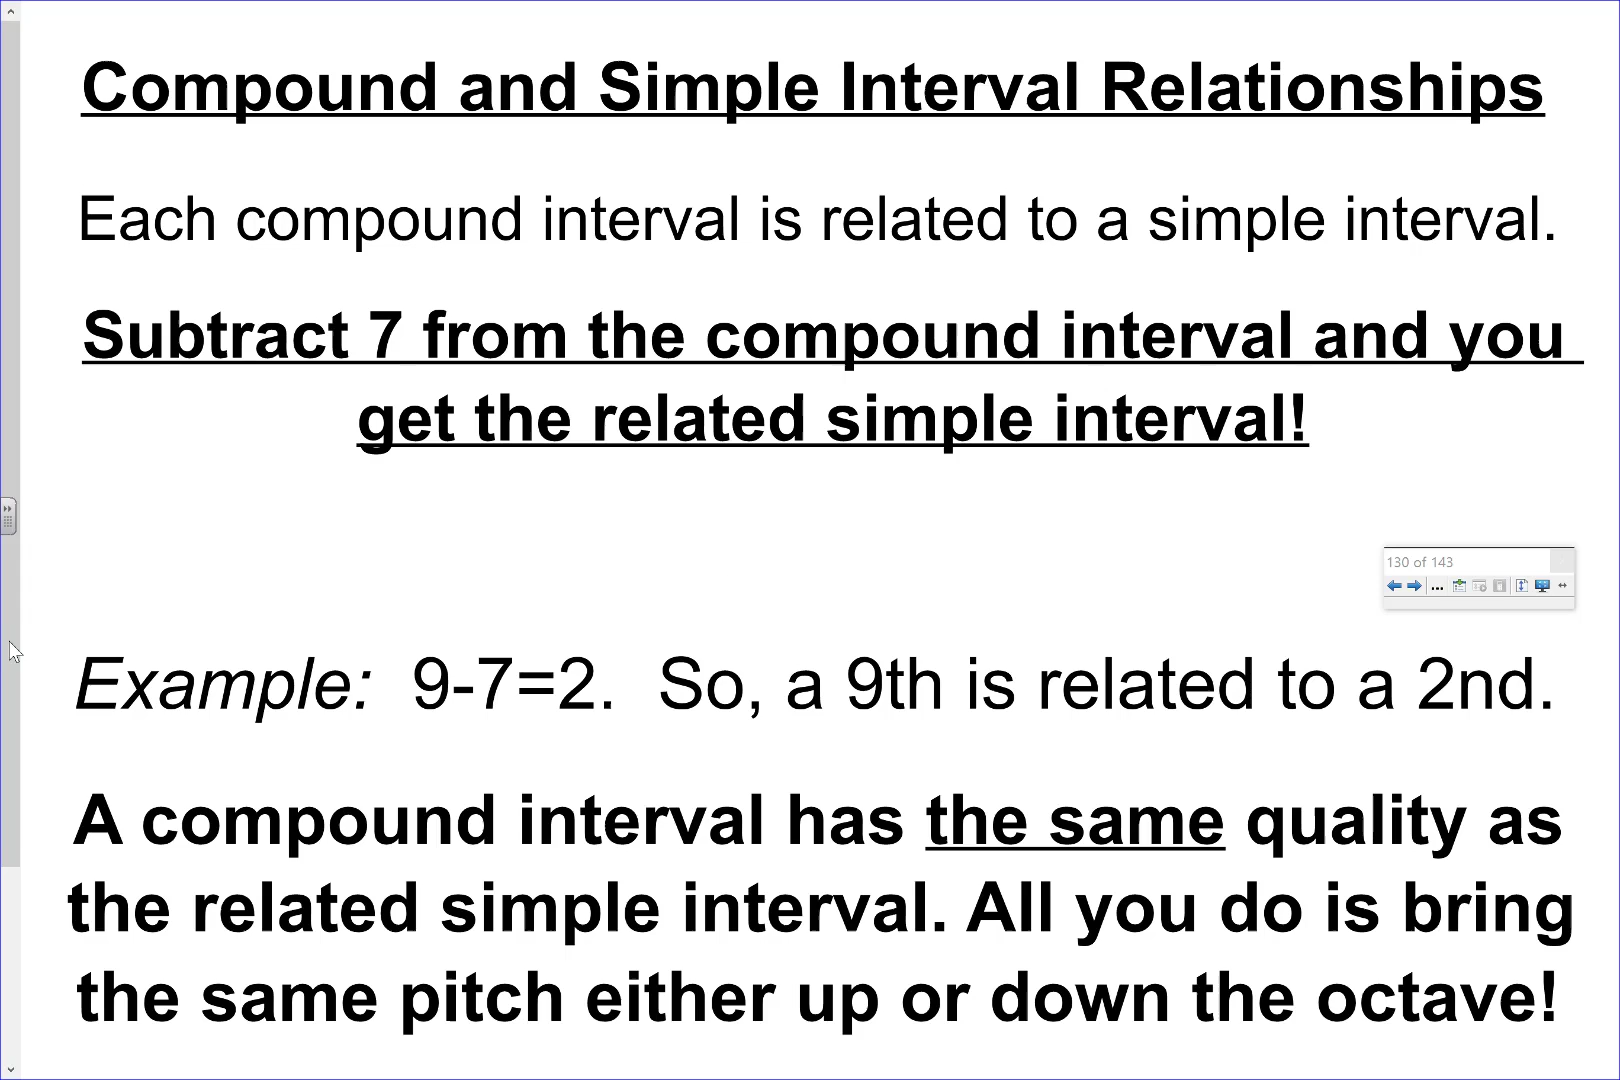 Compound and Simple Interval Relationships
Each compound interval is related to a simple interval.
Subtract 7 from the compound interval and you
get the related simple interval!
130 of 143
Example:  9-7=2.  So, a 9th is related to a 2nd.
A compound interval has the same quality as
the related simple interval. All you do is bring
the same pitch either up or down the octave!